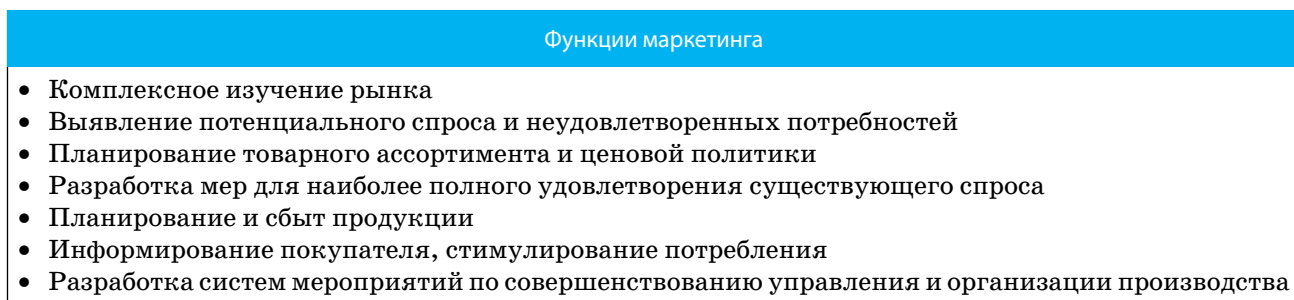 Функции маркетинга
• Комплексное изучение рынка
• Выявление потенциального спроса и неудовлетворенных потребностей
• Планирование товарного ассортимента и ценовой политики
• Разработка мер для наиболее полного удовлетворения существующего спроса
• Планирование и сбыт продукции
• Информирование покупателя, стимулирование потребления
• Разработка систем мероприятий по совершенствованию управления и организации производства